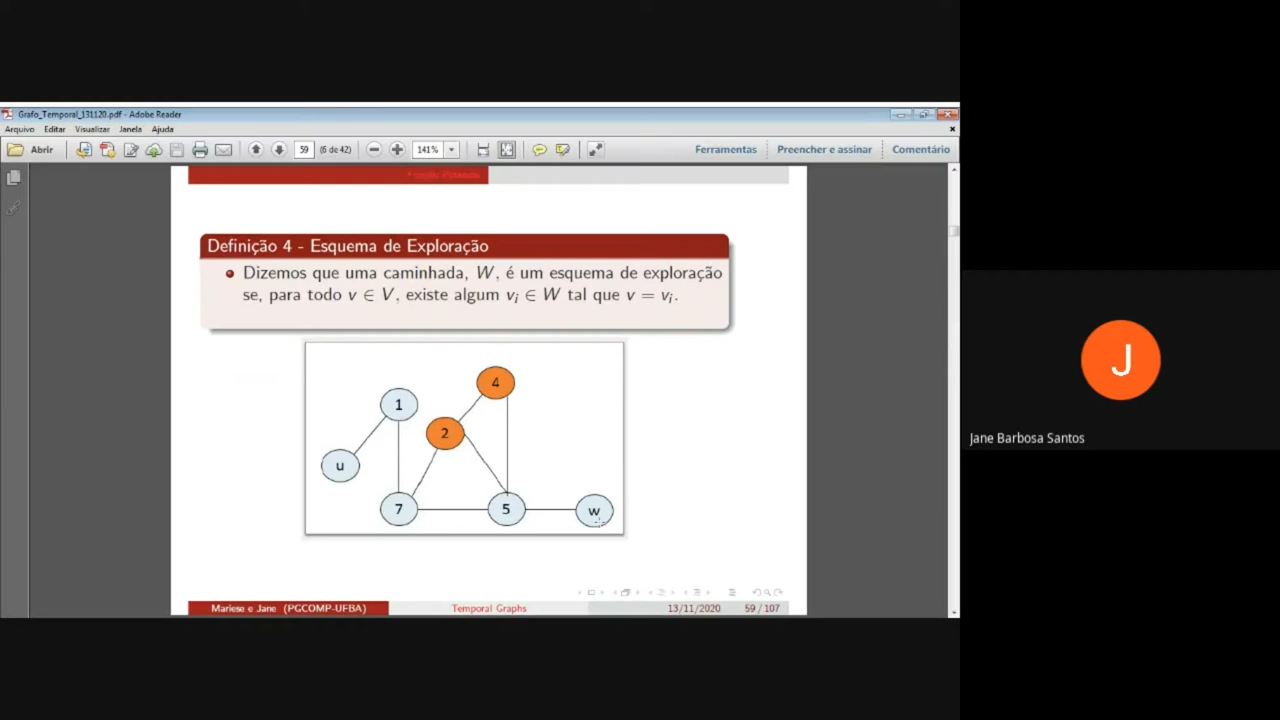 Grafo_Temporal_131120.pdf - Adobe Reader
Arquivo Editar Visualizar Janela Ajuda
Abrir 59 (6 de 42) 141% Ferramentas Preencher e assinar Comentário
Definição 4 - Esquema de Exploração
Dizemos que uma caminhada, W, é um esquema de exploração
se, para todo v ∈ V, existe algum vᵢ ∈ W tal que v = vᵢ.
4
1
2
u
7 5 w
J
Jane Barbosa Santos
Mariese e Jane (PGCOMP-UFBA) Temporal Graphs 13/11/2020 59 / 107